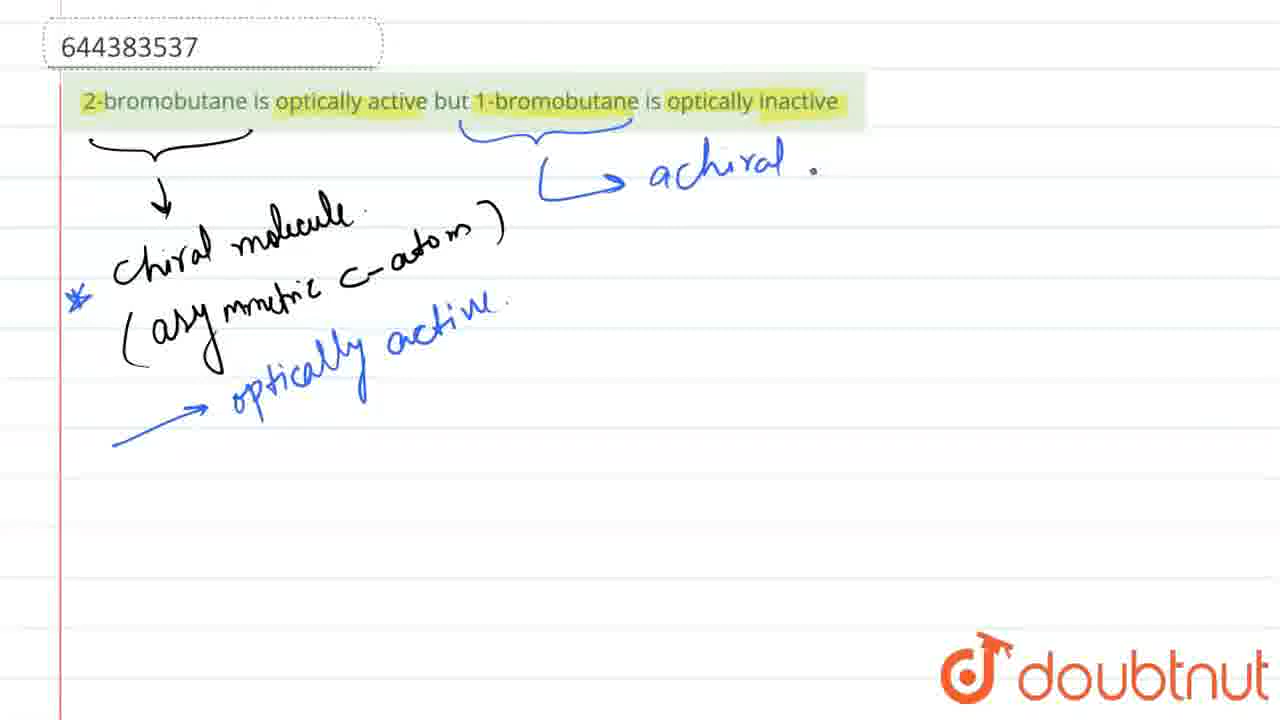 644383537
2-bromobutane is optically active but 1-bromobutane is optically inactive
achiral.
* Chiral molecule.
(asymmetric C-atom)
optically active.
doubtnut